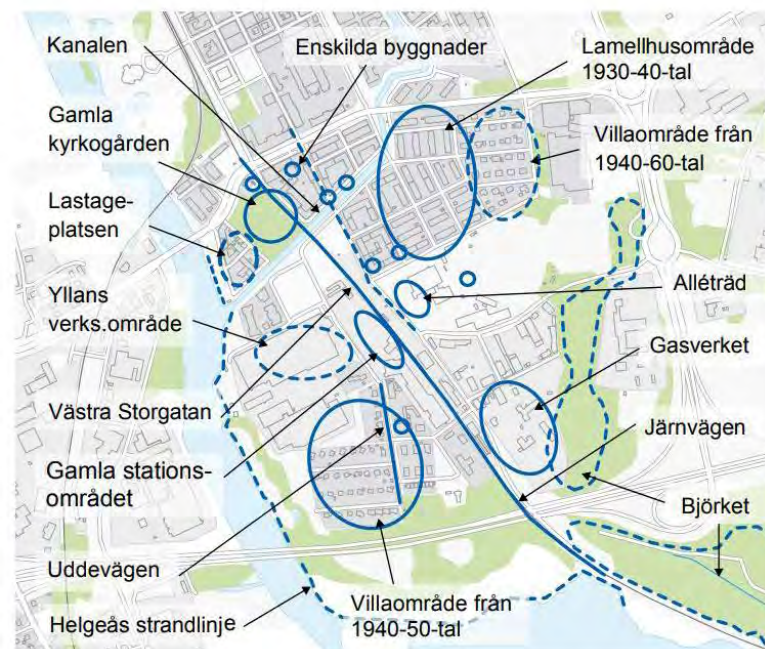 Kanalen
Enskilda byggnader
Lamellhusområde
1930-40-tal
Gamla
kyrkogården
Villaområde från
1940-60-tal
Lastage-
platsen
Alléträd
Yllans
verks.område
Gasverket
Västra Storgatan
Järnvägen
Gamla stations-
området
Björket
Uddevägen
Villaområde från
1940-50-tal
Helgeås strandlinje